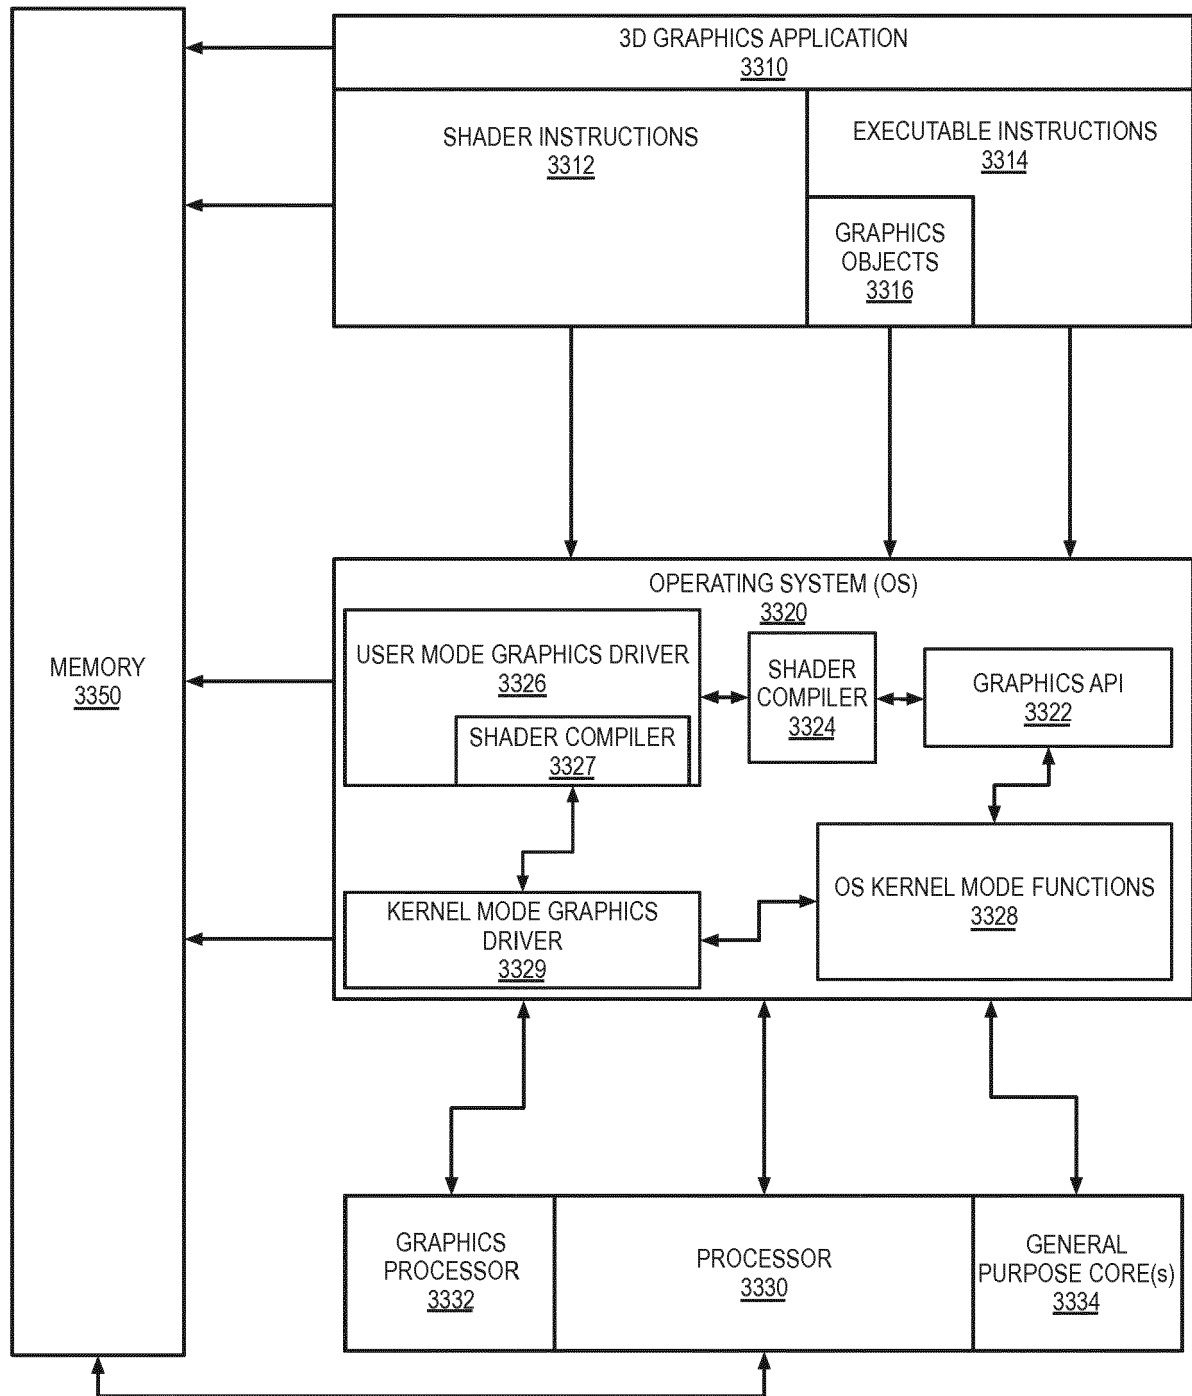 3D GRAPHICS APPLICATION
3310
SHADER INSTRUCTIONS
3312
EXECUTABLE INSTRUCTIONS
3314
GRAPHICS
OBJECTS
3316
OPERATING SYSTEM (OS)
3320
USER MODE GRAPHICS DRIVER
3326
SHADER COMPILER
3327
SHADER
COMPILER
3324
GRAPHICS API
3322
MEMORY
3350
KERNEL MODE GRAPHICS
DRIVER
3329
OS KERNEL MODE FUNCTIONS
3328
GRAPHICS
PROCESSOR
3332
PROCESSOR
3330
GENERAL
PURPOSE CORE(s)
3334